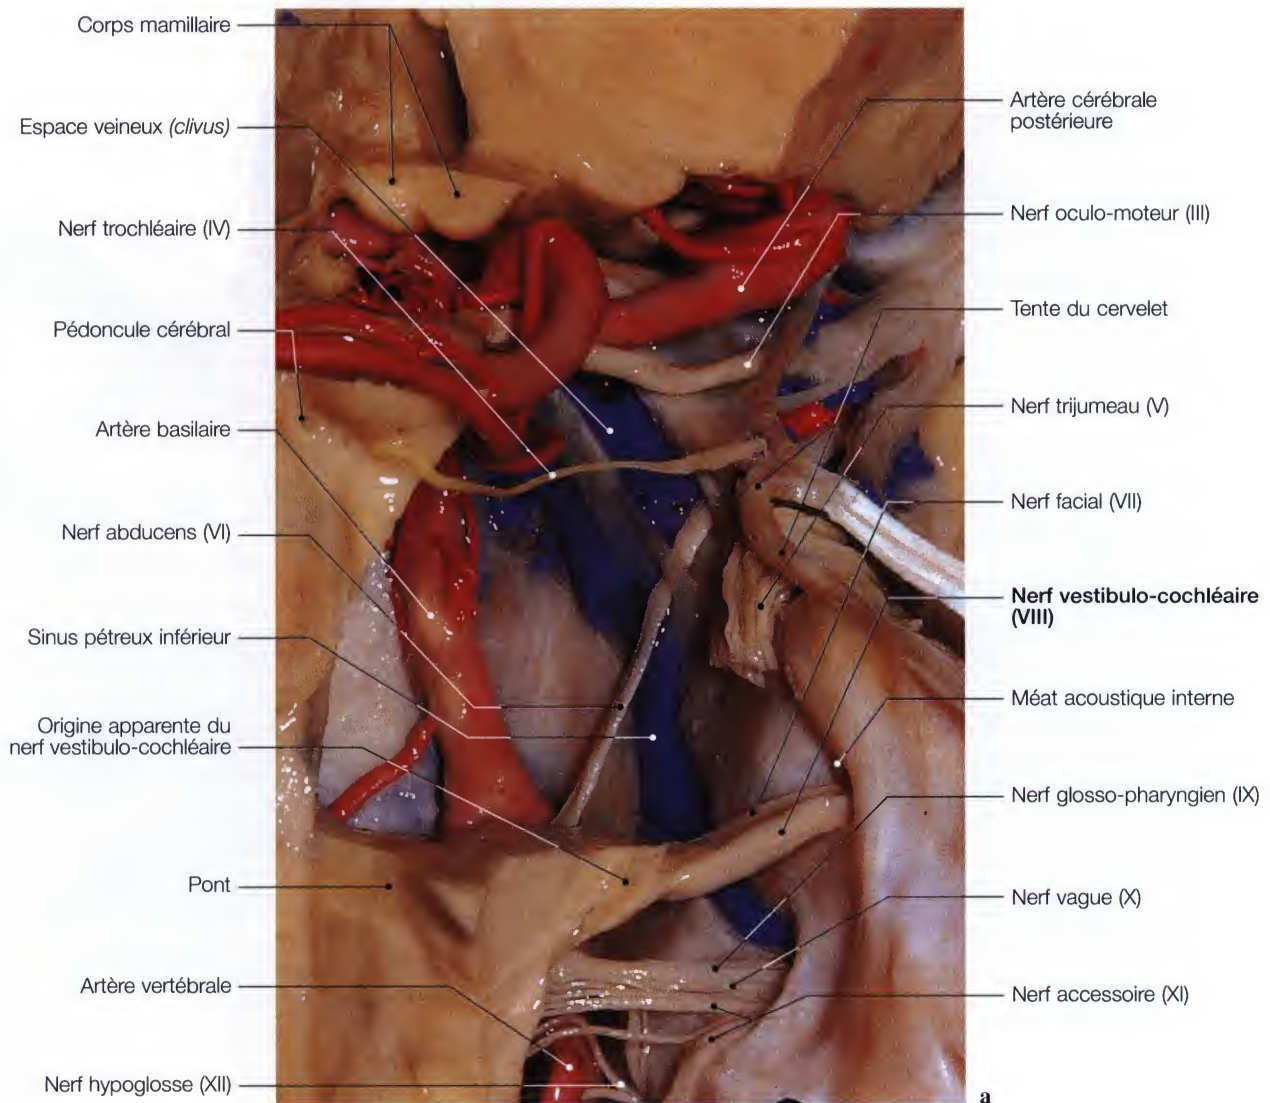 Corps mamillaire
Espace veineux (clivus)
Nerf trochléaire (IV)
Pédoncule cérébral
Artère basilaire
Nerf abducens (VI)
Sinus pétreux inférieur
Origine apparente du
nerf vestibulo-cochléaire
Pont
Artère vertébrale
Nerf hypoglosse (XII)
Artère cérébrale
postérieure
Nerf oculo-moteur (III)
Tente du cervelet
Nerf trijumeau (V)
Nerf facial (VII)
Nerf vestibulo-cochléaire
(VIII)
Méat acoustique interne
Nerf glosso-pharyngien (IX)
Nerf vague (X)
Nerf accessoire (XI)
a